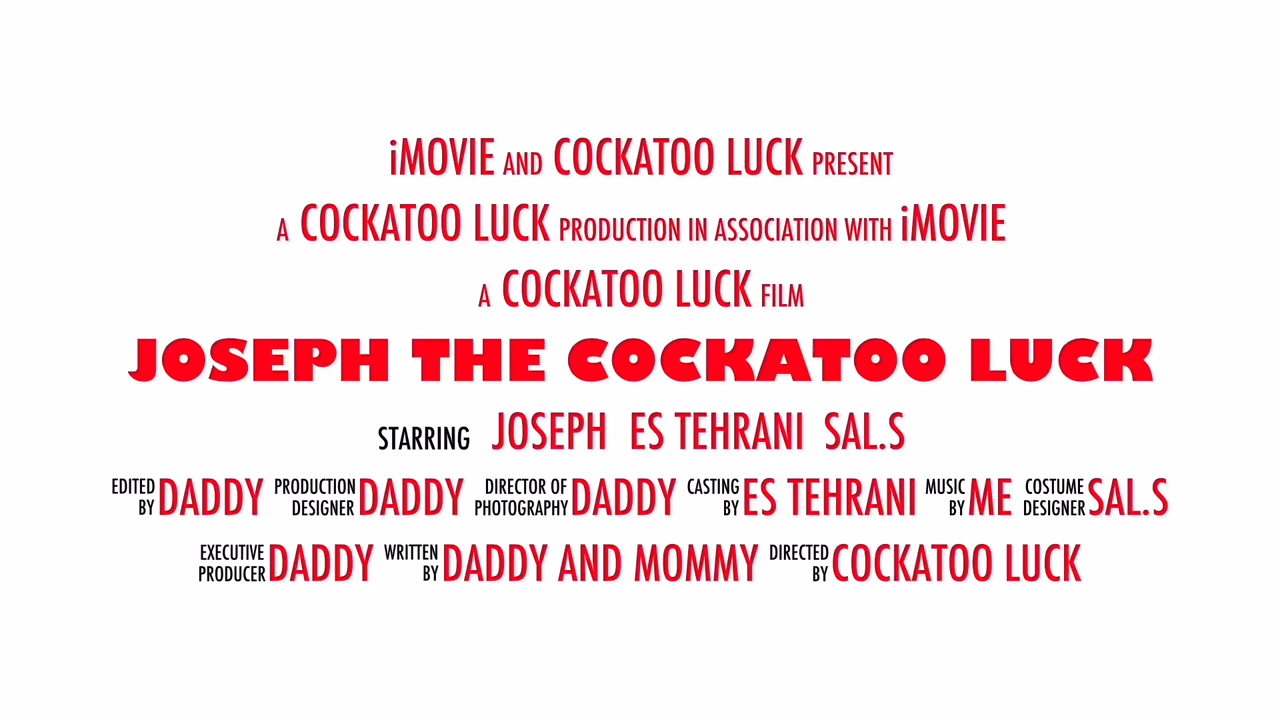 iMOVIE AND COCKATOO LUCK PRESENT
A COCKATOO LUCK PRODUCTION IN ASSOCIATION WITH iMOVIE
A COCKATOO LUCK FILM
JOSEPH THE COCKATOO LUCK
STARRING JOSEPH ES TEHRANI SAL.S
EDITED BY DADDY PRODUCTION DESIGNER DADDY DIRECTOR OF PHOTOGRAPHY DADDY CASTING BY ES TEHRANI MUSIC BY ME COSTUME DESIGNER SAL.S
EXECUTIVE PRODUCER DADDY WRITTEN BY DADDY AND MOMMY DIRECTED BY COCKATOO LUCK